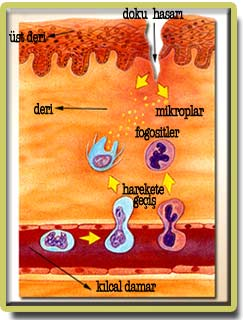 doku hasarı
üst deri
deri
mikroplar
fogositler
harekete
geçiş
kılcal damar